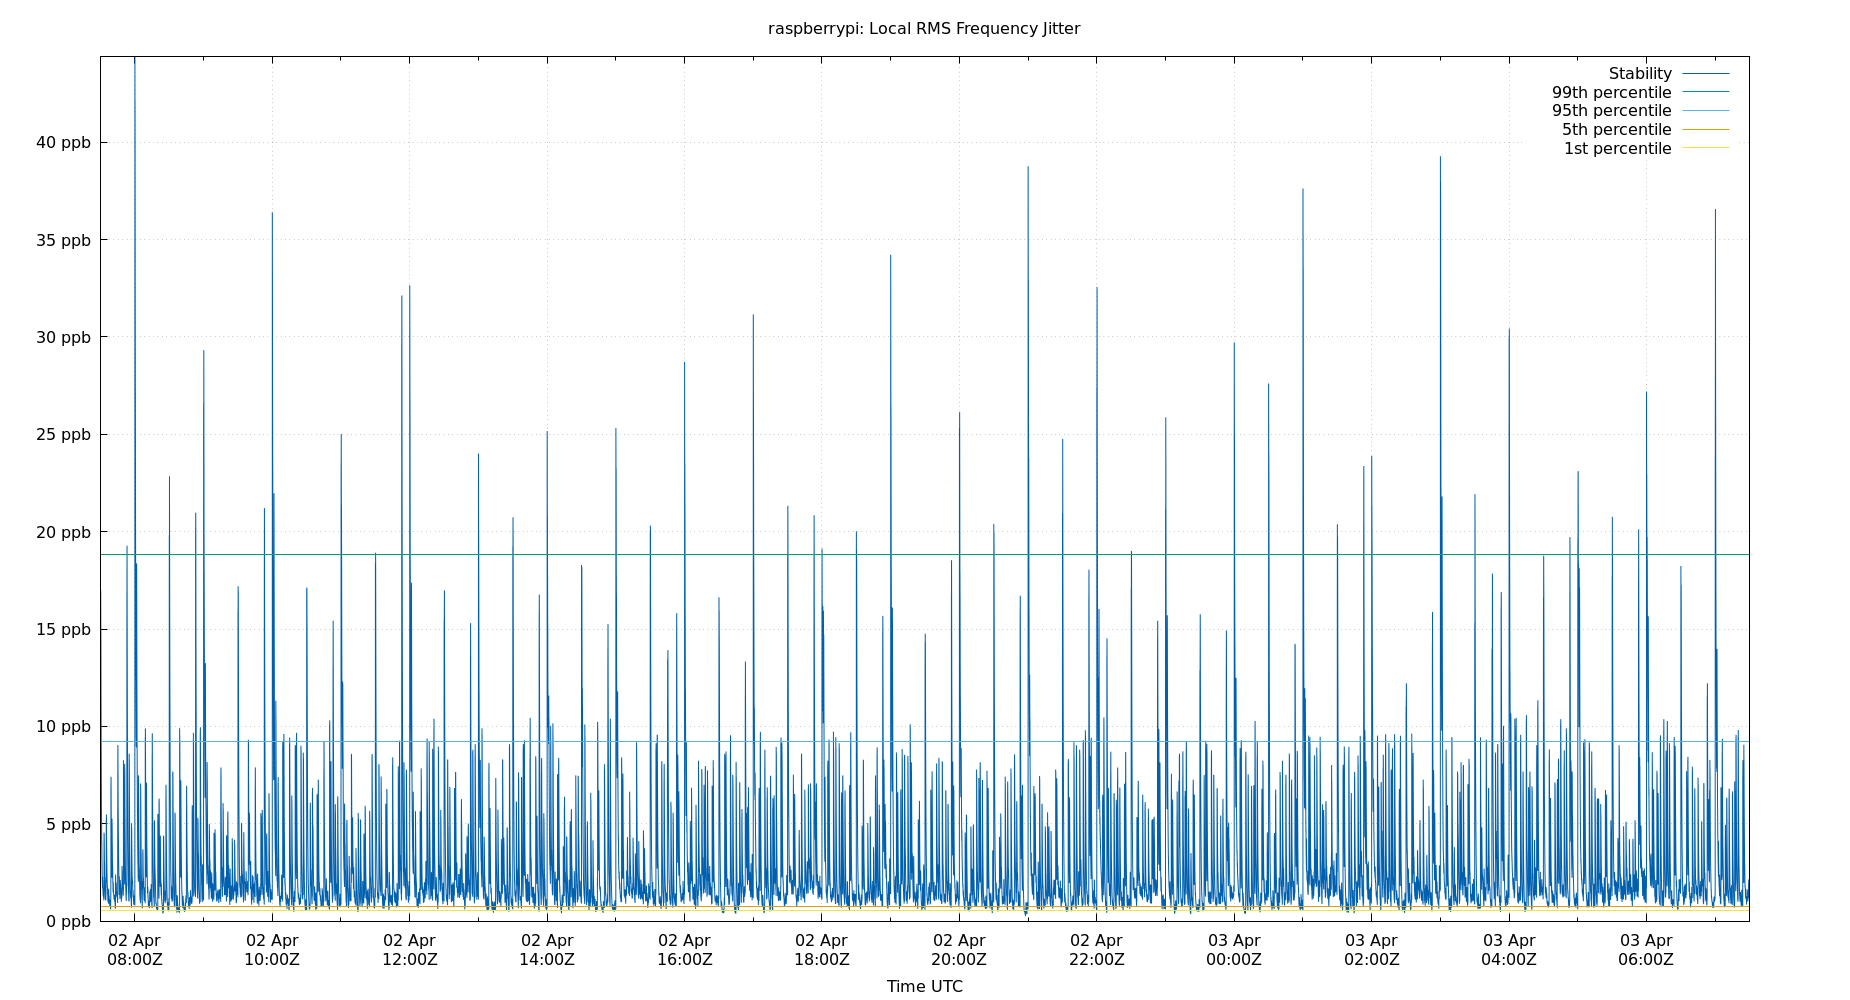 raspberrypi: Local RMS Frequency Jitter
Stability
99th percentile
95th percentile
5th percentile
1st percentile
40 ppb
35 ppb
30 ppb
25 ppb
20 ppb
15 ppb
10 ppb
5 ppb
0 ppb
02 Apr 02 Apr 02 Apr 02 Apr 02 Apr 02 Apr 02 Apr 02 Apr 03 Apr 03 Apr 03 Apr 03 Apr
08:00Z 10:00Z 12:00Z 14:00Z 16:00Z 18:00Z 20:00Z 22:00Z 00:00Z 02:00Z 04:00Z 06:00Z
Time UTC